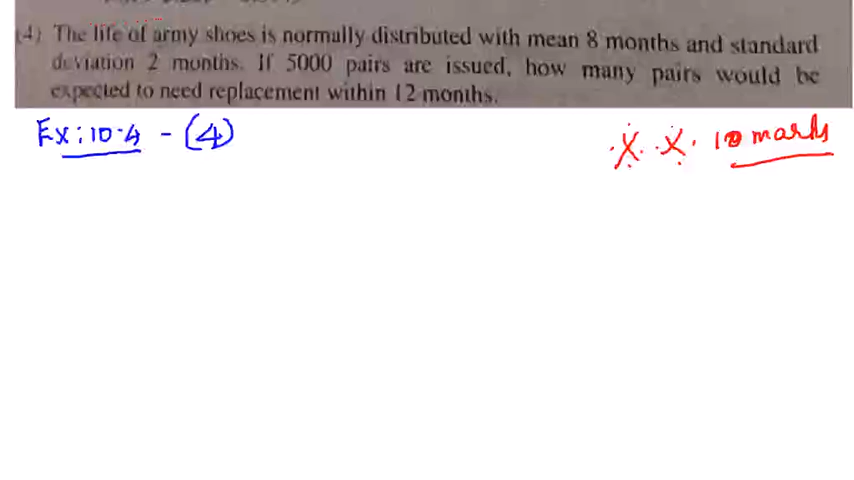 (4) The life of army shoes is normally distributed with mean 8 months and standard
deviation 2 months. If 5000 pairs are issued, how many pairs would be
expected to need replacement within 12 months.
Ex: 10.4 - (4)
10 marks